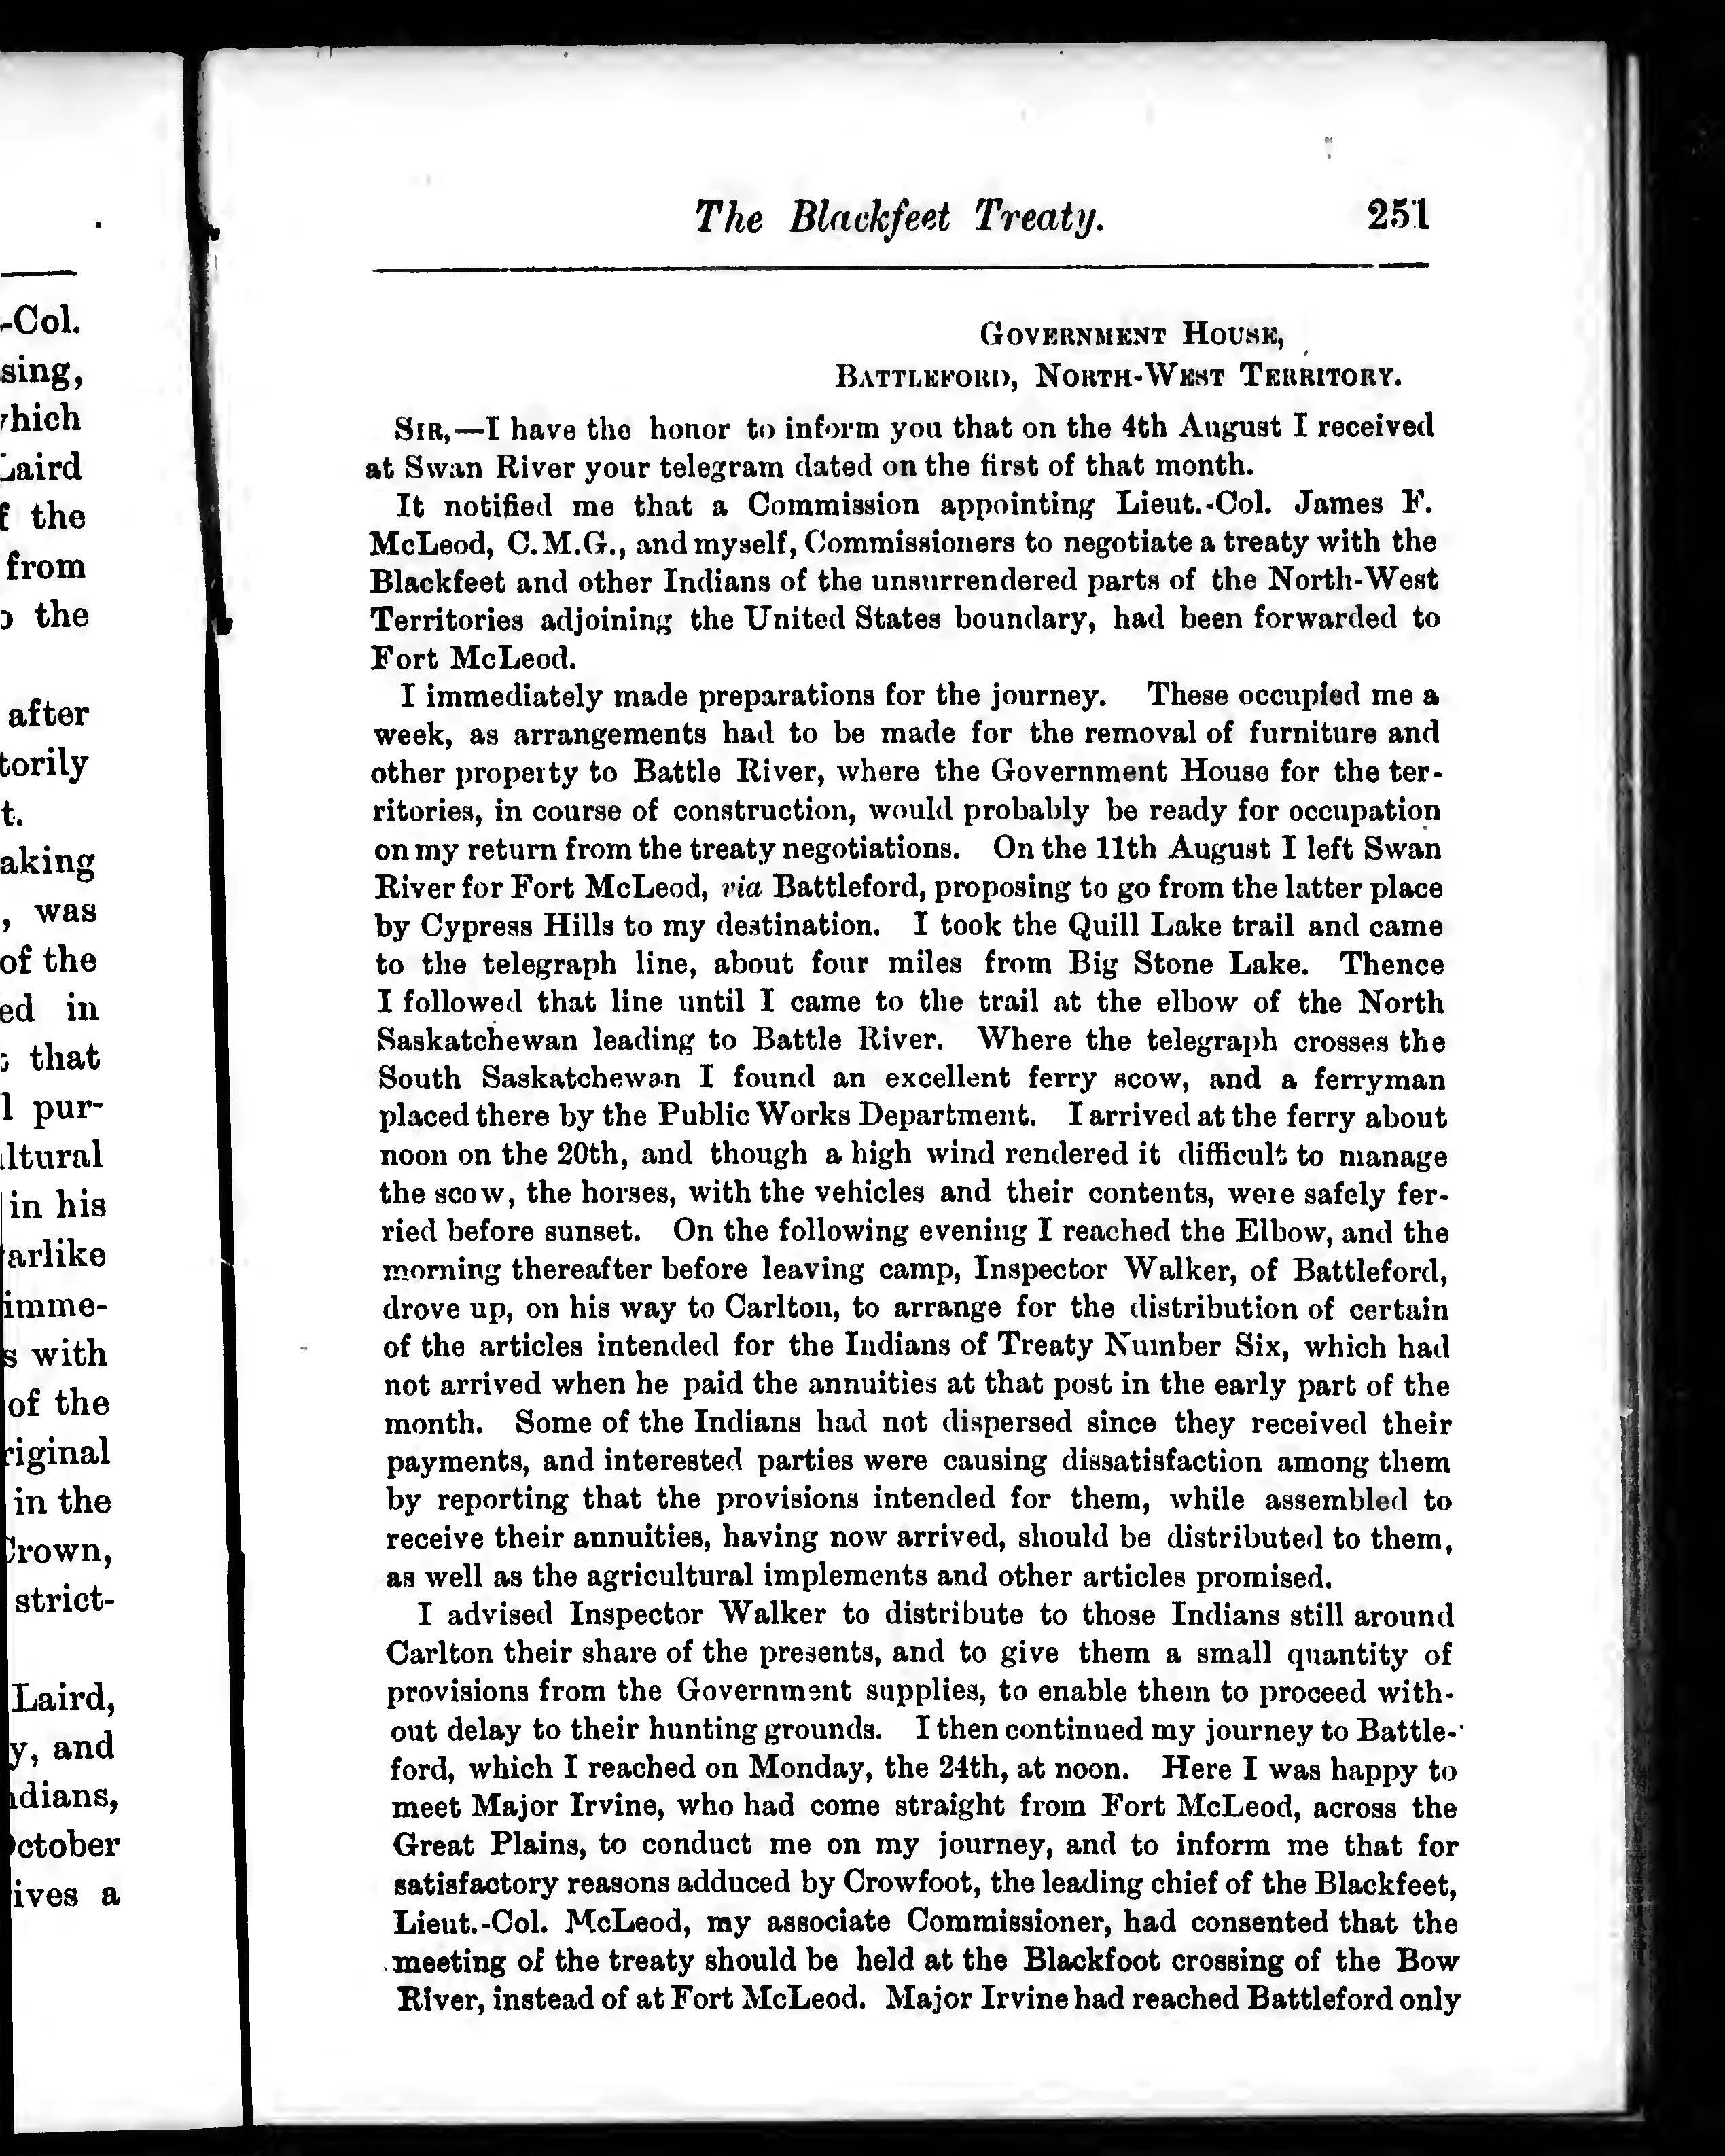 -Col.
sing,
which
Laird
f the
from
o the
after
torily
t.
aking
, was
of the
ed in
t that
l pur-
ltural
in his
arlike
imme-
s with
of the
riginal
in the
Crown,
strict-
Laird,
y, and
ndians,
October
ives a
The Blackfeet Treaty. 251
Government House,
Battleford, North-West Territory.
Sir,—I have the honor to inform you that on the 4th August I received
at Swan River your telegram dated on the first of that month.
It notified me that a Commission appointing Lieut.-Col. James F.
McLeod, C.M.G., and myself, Commissioners to negotiate a treaty with the
Blackfeet and other Indians of the unsurrendered parts of the North-West
Territories adjoining the United States boundary, had been forwarded to
Fort McLeod.
I immediately made preparations for the journey. These occupied me a
week, as arrangements had to be made for the removal of furniture and
other property to Battle River, where the Government House for the ter-
ritories, in course of construction, would probably be ready for occupation
on my return from the treaty negotiations. On the 11th August I left Swan
River for Fort McLeod, via Battleford, proposing to go from the latter place
by Cypress Hills to my destination. I took the Quill Lake trail and came
to the telegraph line, about four miles from Big Stone Lake. Thence
I followed that line until I came to the trail at the elbow of the North
Saskatchewan leading to Battle River. Where the telegraph crosses the
South Saskatchewan I found an excellent ferry scow, and a ferryman
placed there by the Public Works Department. I arrived at the ferry about
noon on the 20th, and though a high wind rendered it difficult to manage
the scow, the horses, with the vehicles and their contents, were safely fer-
ried before sunset. On the following evening I reached the Elbow, and the
morning thereafter before leaving camp, Inspector Walker, of Battleford,
drove up, on his way to Carlton, to arrange for the distribution of certain
of the articles intended for the Indians of Treaty Number Six, which had
not arrived when he paid the annuities at that post in the early part of the
month. Some of the Indians had not dispersed since they received their
payments, and interested parties were causing dissatisfaction among them
by reporting that the provisions intended for them, while assembled to
receive their annuities, having now arrived, should be distributed to them,
as well as the agricultural implements and other articles promised.
I advised Inspector Walker to distribute to those Indians still around
Carlton their share of the presents, and to give them a small quantity of
provisions from the Government supplies, to enable them to proceed with-
out delay to their hunting grounds. I then continued my journey to Battle-
ford, which I reached on Monday, the 24th, at noon. Here I was happy to
meet Major Irvine, who had come straight from Fort McLeod, across the
Great Plains, to conduct me on my journey, and to inform me that for
satisfactory reasons adduced by Crowfoot, the leading chief of the Blackfeet,
Lieut.-Col. McLeod, my associate Commissioner, had consented that the
meeting of the treaty should be held at the Blackfoot crossing of the Bow
River, instead of at Fort McLeod. Major Irvine had reached Battleford only